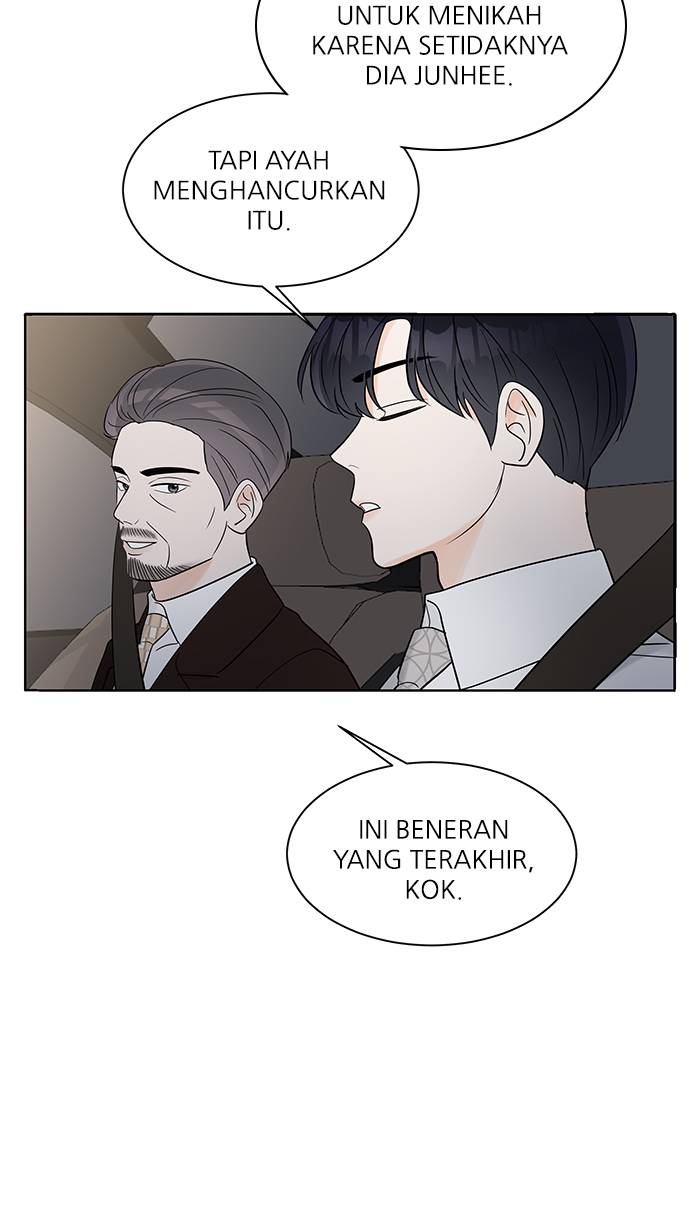 UNTUK MENIKAH
KARENA SETIDAKNYA
DIA JUNHEE.
TAPI AYAH
MENGHANCURKAN
ITU.
INI BENERAN
YANG TERAKHIR,
KOK.